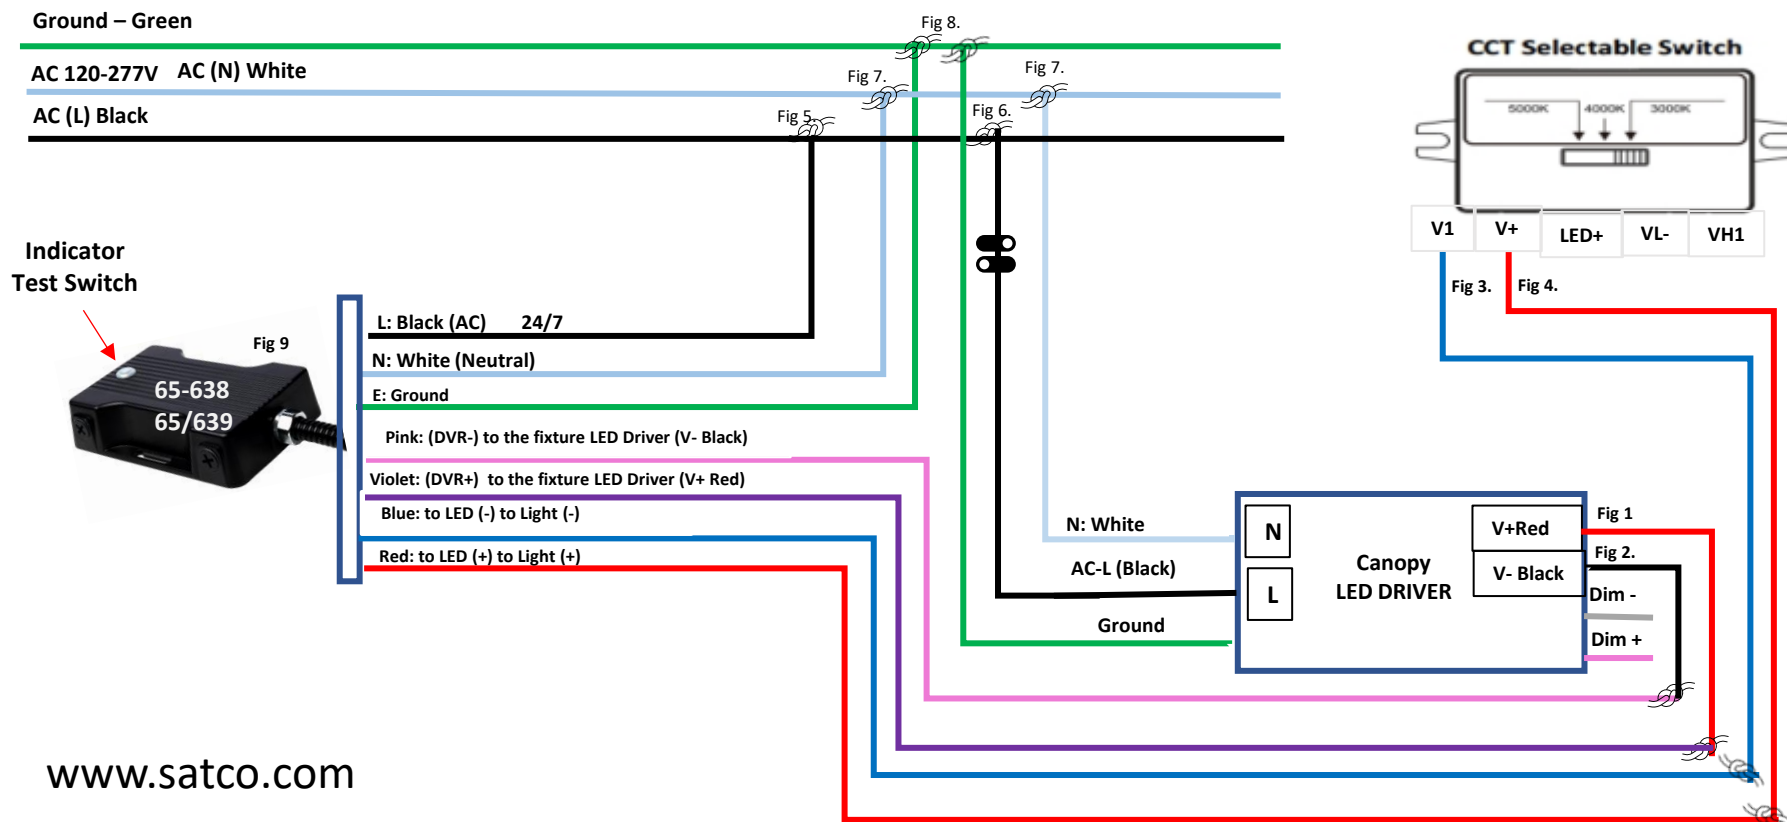 Ground – Green
Fig 8.
AC 120-277V AC (N) White
Fig 7.
Fig 7.
AC (L) Black
Fig 5.
Fig 6.
CCT Selectable Switch
5000K 4000K 3000K
V1 V+ LED+ VL- VH1
Fig 3. Fig 4.
Indicator
Test Switch
Fig 9
65-638
65/639
L: Black (AC) 24/7
N: White (Neutral)
E: Ground
Pink: (DVR-) to the fixture LED Driver (V- Black)
Violet: (DVR+) to the fixture LED Driver (V+ Red)
Blue: to LED (-) to Light (-)
Red: to LED (+) to Light (+)
N: White
AC-L (Black)
Ground
N
L
Canopy
LED DRIVER
V+Red
V- Black
Fig 1
Fig 2.
Dim -
Dim +
www.satco.com